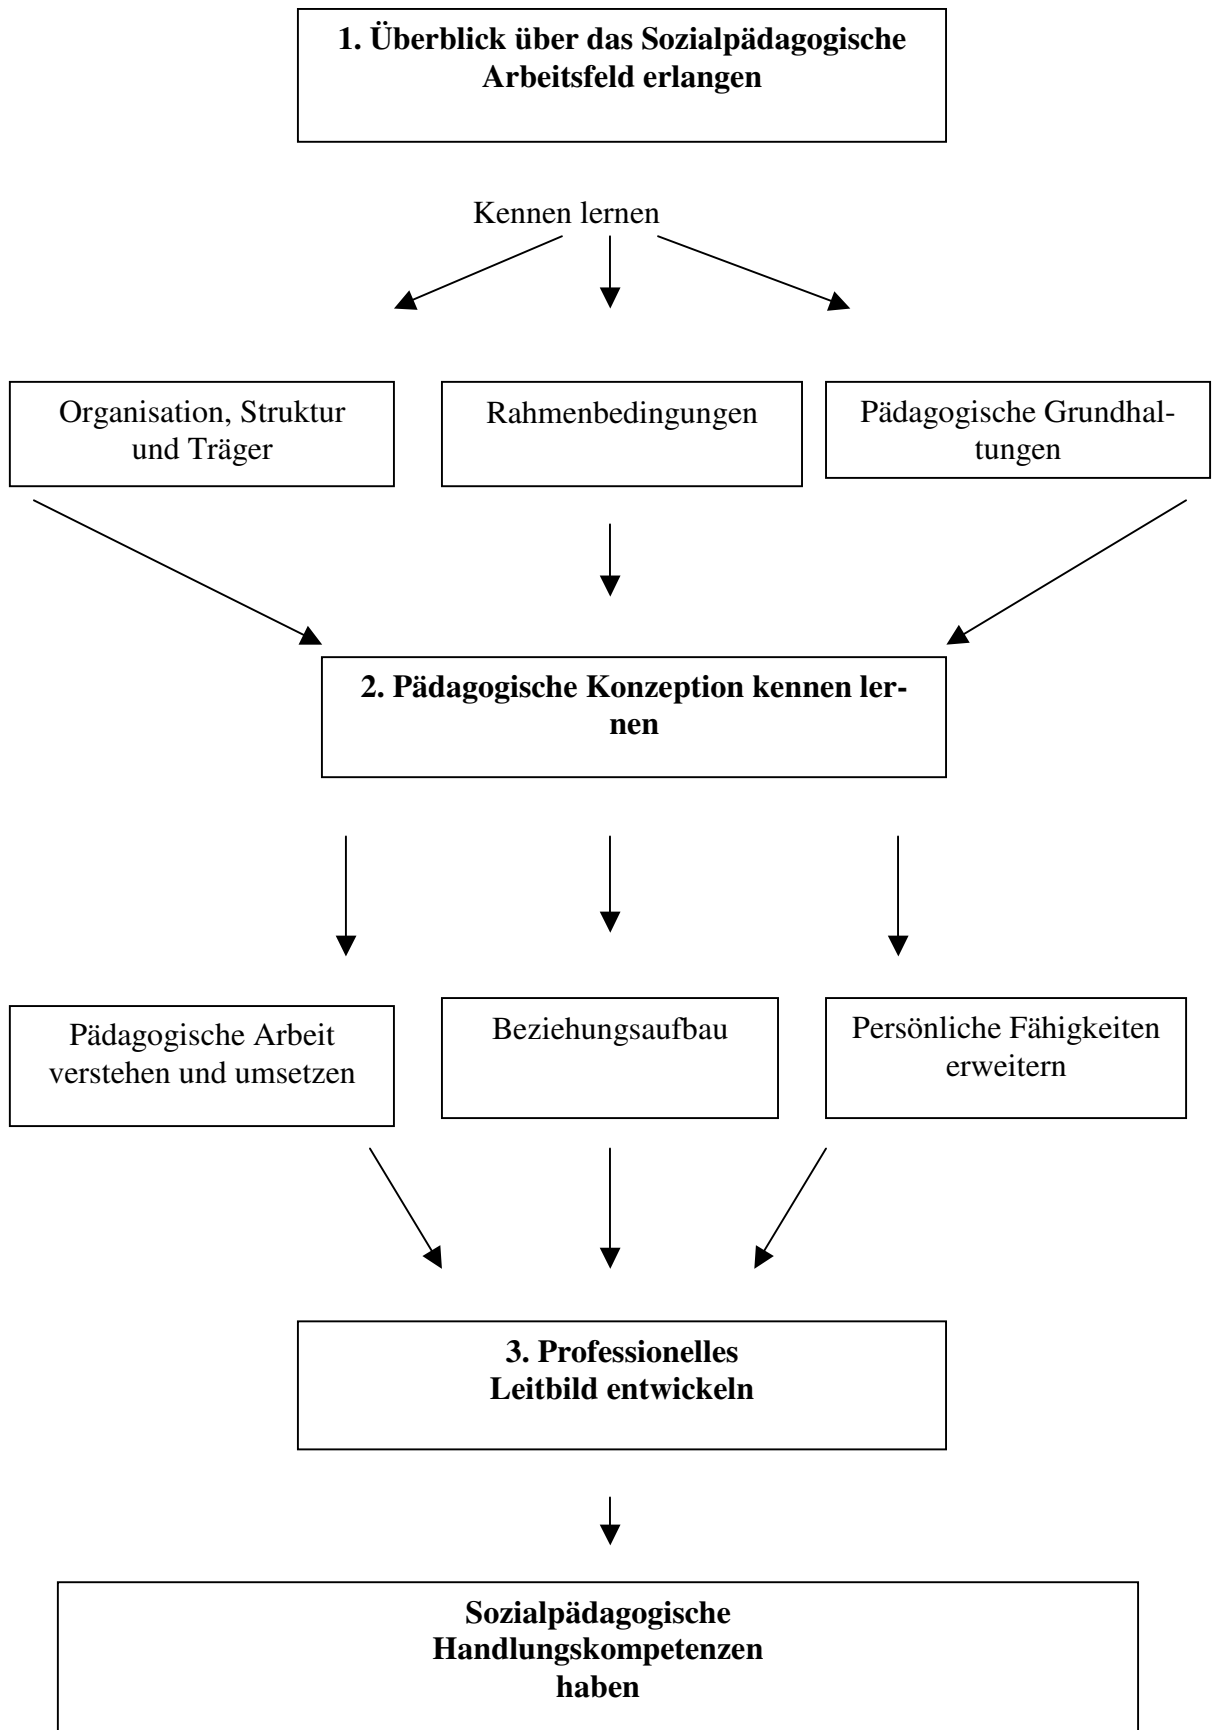 1. Überblick über das Sozialpädagogische
Arbeitsfeld erlangen
Kennen lernen
Organisation, Struktur
und Träger
Rahmenbedingungen
Pädagogische Grundhal-
tungen
2. Pädagogische Konzeption kennen ler-
nen
Pädagogische Arbeit
verstehen und umsetzen
Beziehungsaufbau
Persönliche Fähigkeiten
erweitern
3. Professionelles
Leitbild entwickeln
Sozialpädagogische
Handlungskompetenzen
haben